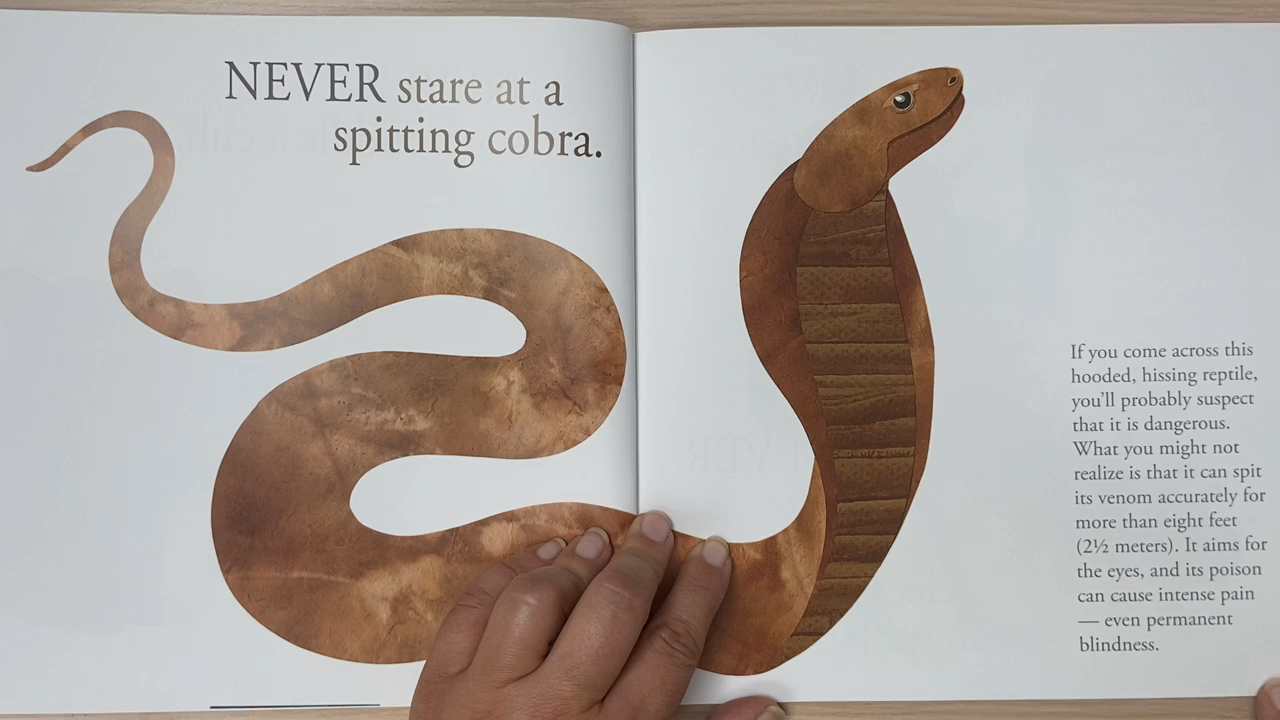 NEVER stare at a
spitting cobra.
If you come across this
hooded, hissing reptile,
you'll probably suspect
that it is dangerous.
What you might not
realize is that it can spit
its venom accurately for
more than eight feet
(2½ meters). It aims for
the eyes, and its poison
can cause intense pain
— even permanent
blindness.